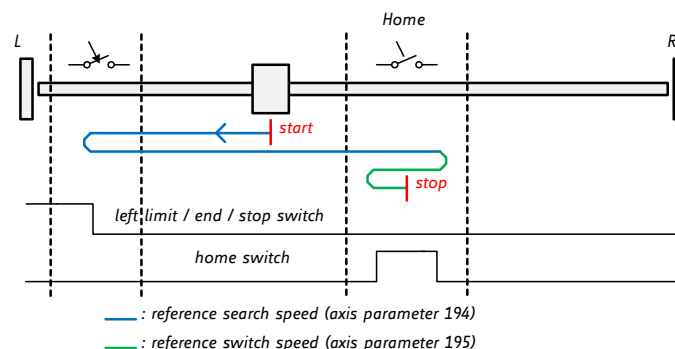 Home
L
R
start
stop
left limit / end / stop switch
home switch
: reference search speed (axis parameter 194)
: reference switch speed (axis parameter 195)